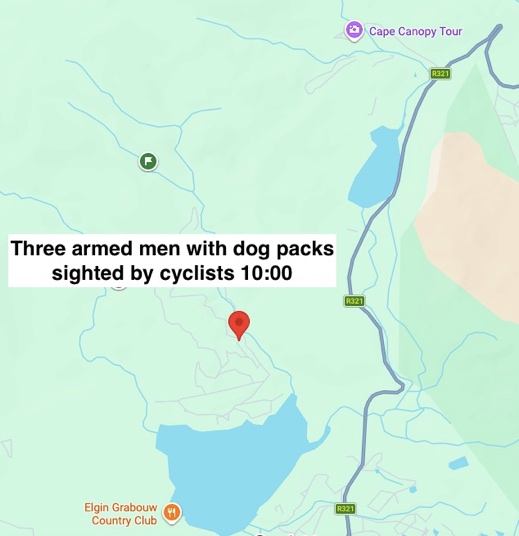 Cape Canopy Tour
R321
Three armed men with dog packs
sighted by cyclists 10:00
R321
Elgin Grabouw
Country Club
R321